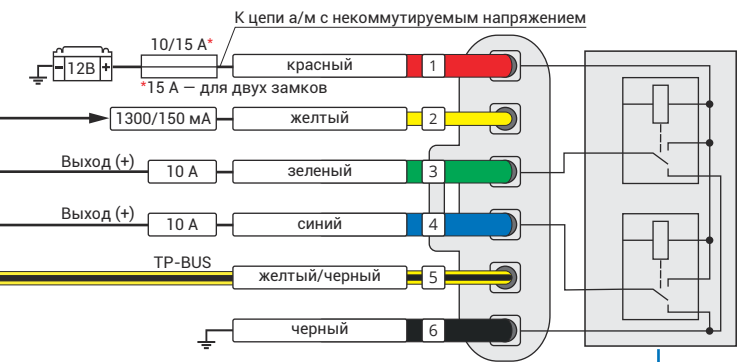 К цепи а/м с некоммутируемым напряжением
10/15 А*
- 12В +
красный 1
*15 А — для двух замков
1300/150 мА желтый 2
Выход (+) 10 А зеленый 3
Выход (+) 10 А синий 4
TP-BUS желтый/черный 5
черный 6